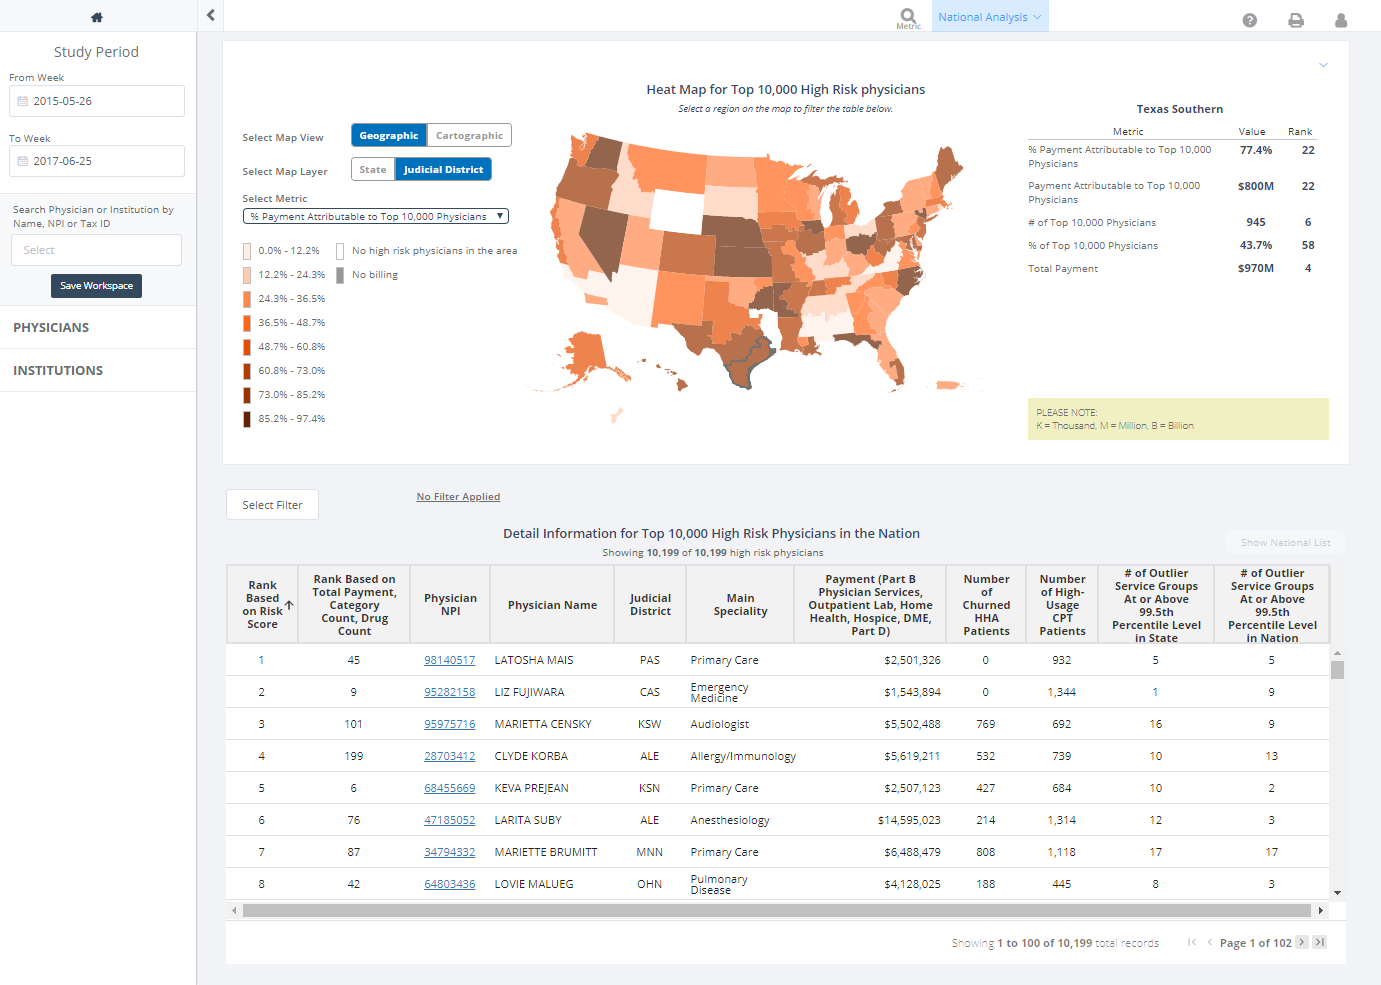 Metric
National Analysis
Study Period
From Week
2015-05-26
To Week
2017-06-25
Search Physician or Institution by
Name, NPI or Tax ID
Select
Save Workspace
PHYSICIANS
INSTITUTIONS
Heat Map for Top 10,000 High Risk physicians
Select a region on the map to filter the table below.
Select Map View
Geographic Cartographic
Select Map Layer
State Judicial District
Select Metric
% Payment Attributable to Top 10,000 Physicians
0.0% - 12.2% No high risk physicians in the area
12.2% - 24.3% No billing
24.3% - 36.5%
36.5% - 48.7%
48.7% - 60.8%
60.8% - 73.0%
73.0% - 85.2%
85.2% - 97.4%
Texas Southern
Metric Value Rank
% Payment Attributable to Top 10,000
Physicians 77.4% 22
Payment Attributable to Top 10,000
Physicians $800M 22
# of Top 10,000 Physicians 945 6
% of Top 10,000 Physicians 43.7% 58
Total Payment $970M 4
PLEASE NOTE:
K = Thousand, M = Million, B = Billion
Select Filter
No Filter Applied
Detail Information for Top 10,000 High Risk Physicians in the Nation
Showing 10,199 of 10,199 high risk physicians
Show National List
Rank
Based
on Risk
Score
Rank Based on
Total Payment,
Category
Count, Drug
Count
Physician
NPI
Physician Name
Judicial
District
Main
Speciality
Payment (Part B
Physician Services,
Outpatient Lab, Home
Health, Hospice, DME,
Part D)
Number
of
Churned
HHA
Patients
Number
of High-
Usage
CPT
Patients
# of Outlier
Service Groups
At or Above
99.5th
Percentile Level
in State
# of Outlier
Service Groups
At or Above
99.5th
Percentile Level
in Nation
1 45 98140517 LATOSHA MAIS PAS Primary Care $2,501,326 0 932 5 5
2 9 95282158 LIZ FUJIWARA CAS Emergency
Medicine $1,543,894 0 1,344 1 9
3 101 95975716 MARIETTA CENSKY KSW Audiologist $5,502,488 769 692 16 9
4 199 28703412 CLYDE KORBA ALE Allergy/Immunology $5,619,211 532 739 10 13
5 6 68455669 KEVA PREJEAN KSN Primary Care $2,507,123 427 684 10 2
6 76 47185052 LARITA SUBY ALE Anesthesiology $14,595,023 214 1,314 12 3
7 87 34794332 MARIETTE BRUMITT MNN Primary Care $6,488,479 808 1,118 17 17
8 42 64803436 LOVIE MALUEG OHN Pulmonary
Disease $4,128,025 188 445 8 3
Showing 1 to 100 of 10,199 total records
Page 1 of 102